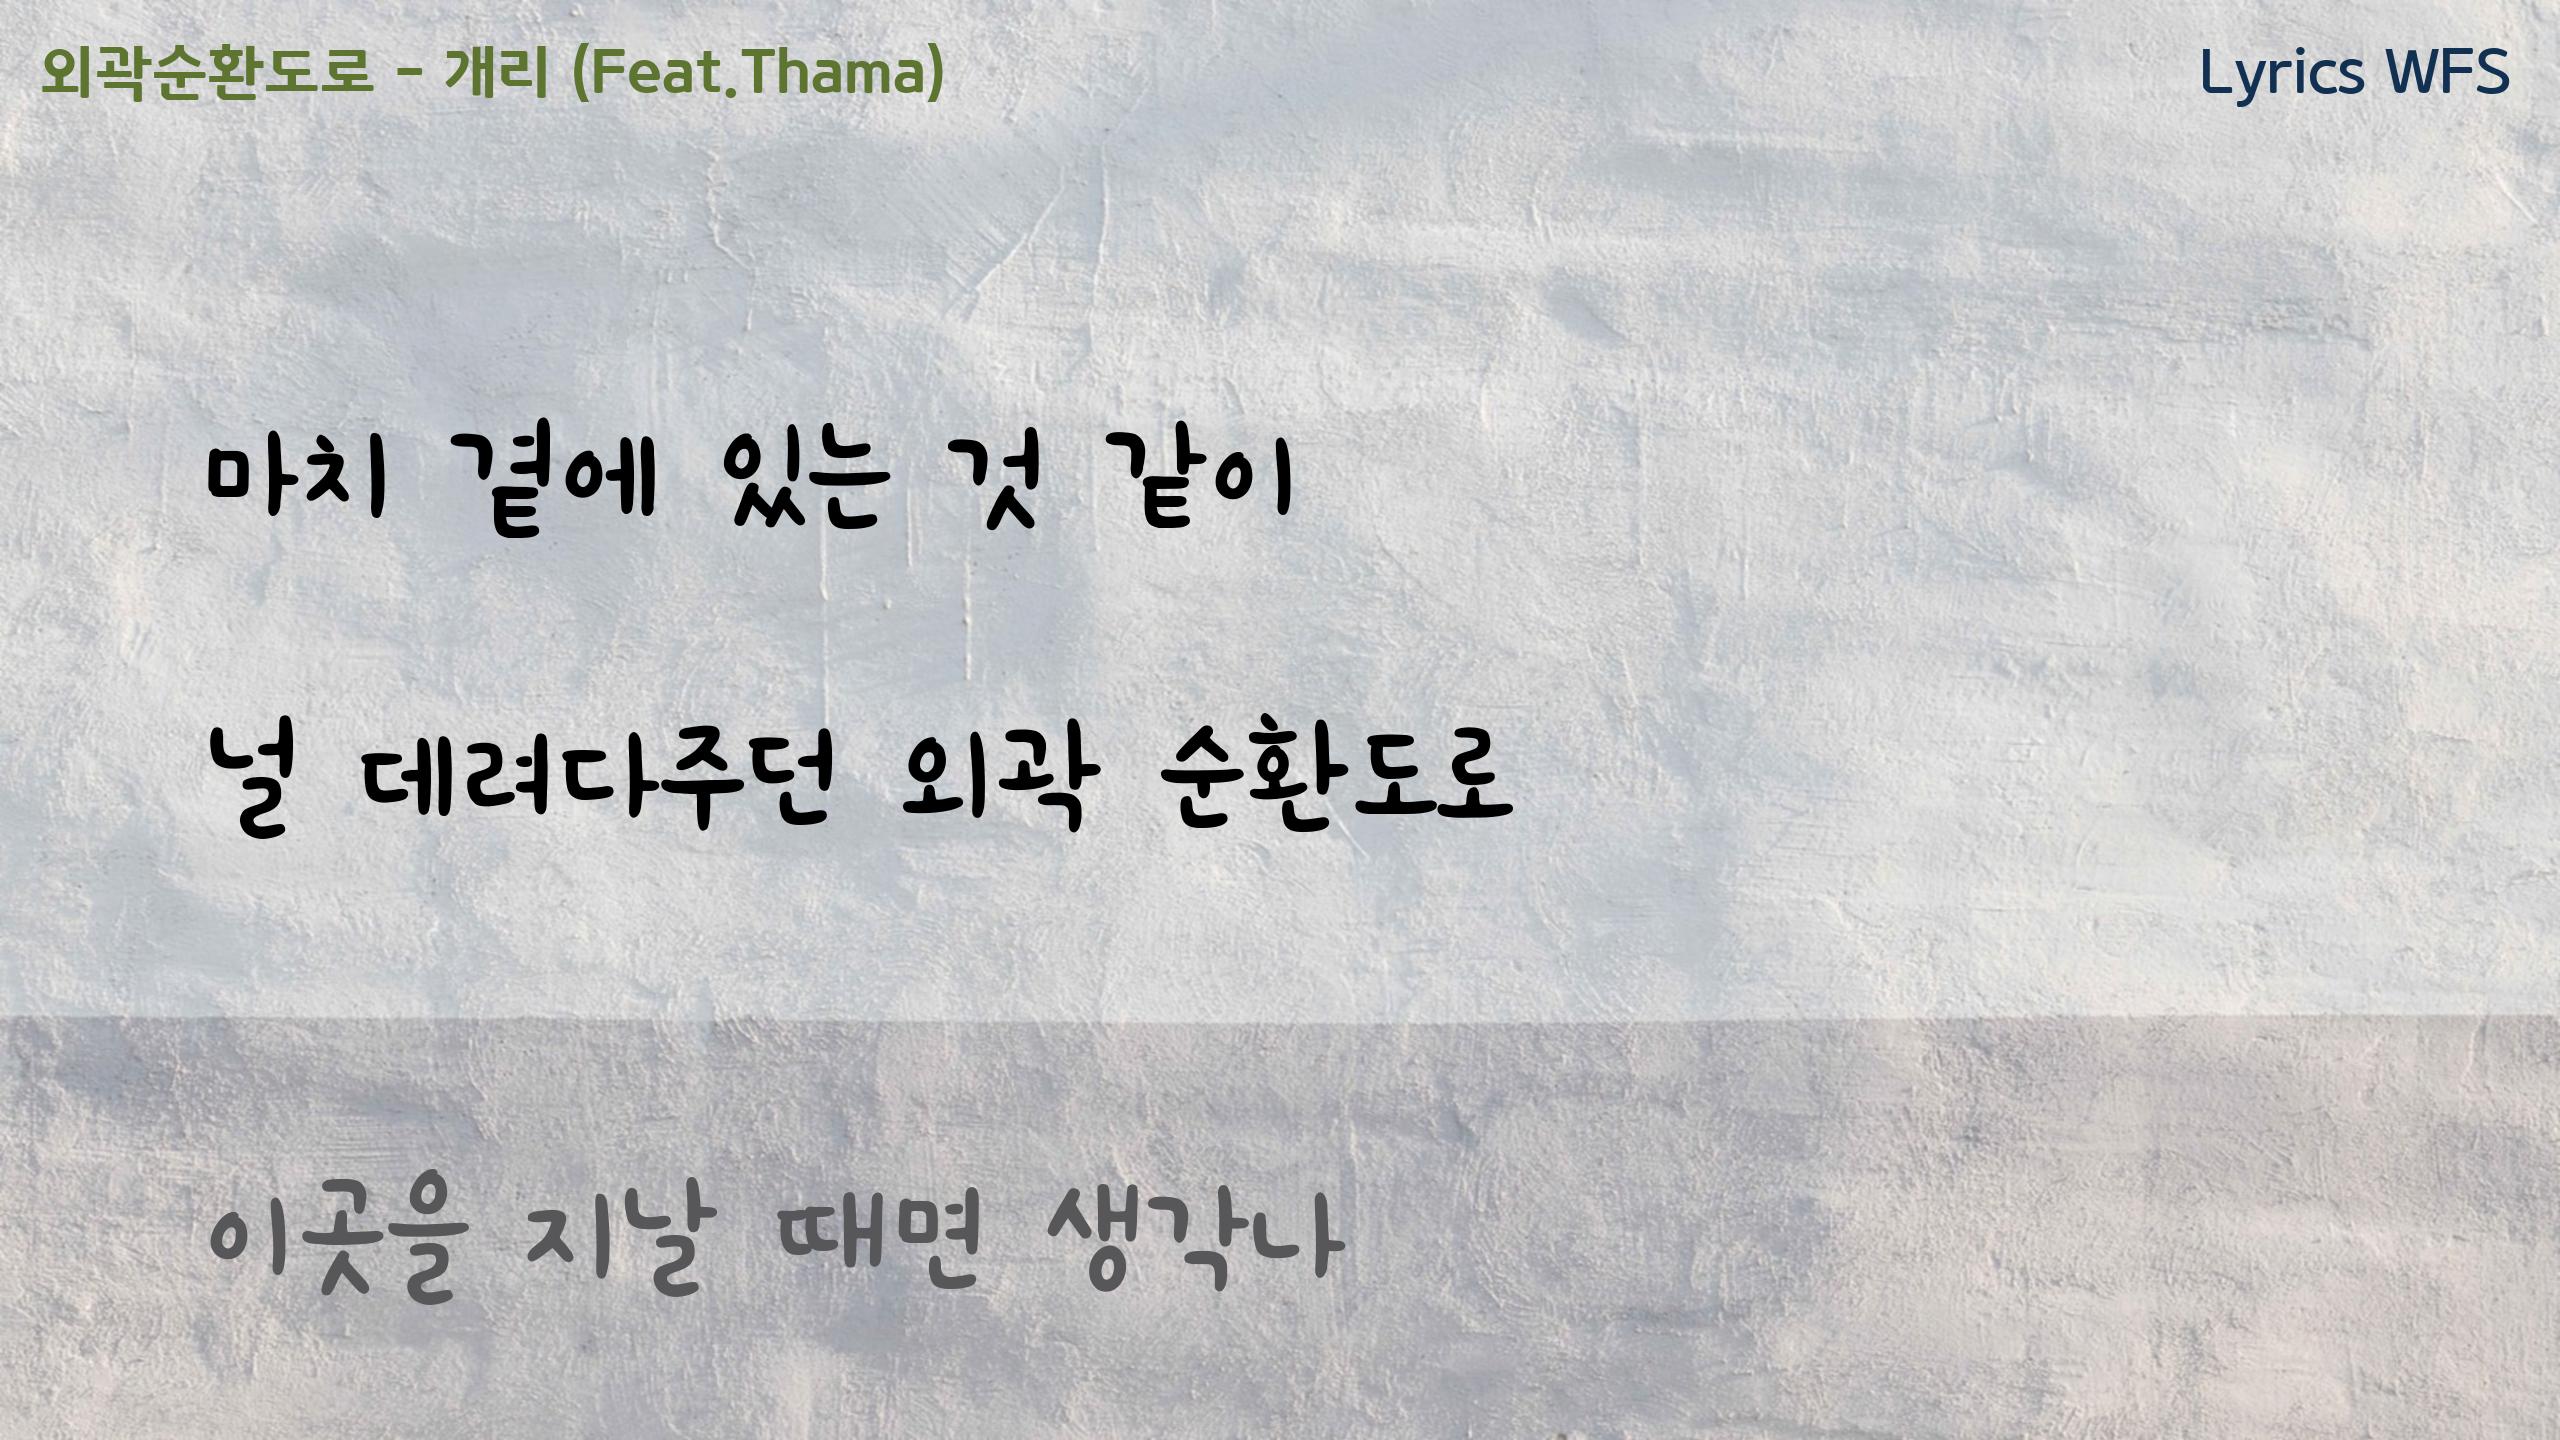 외곽순환도로 - 개리 (Feat.Thama)
Lyrics WFS
마치 곁에 있는 것 같이
널 데려다주던 외곽 순환도로
이곳을 지날 때면 생각나